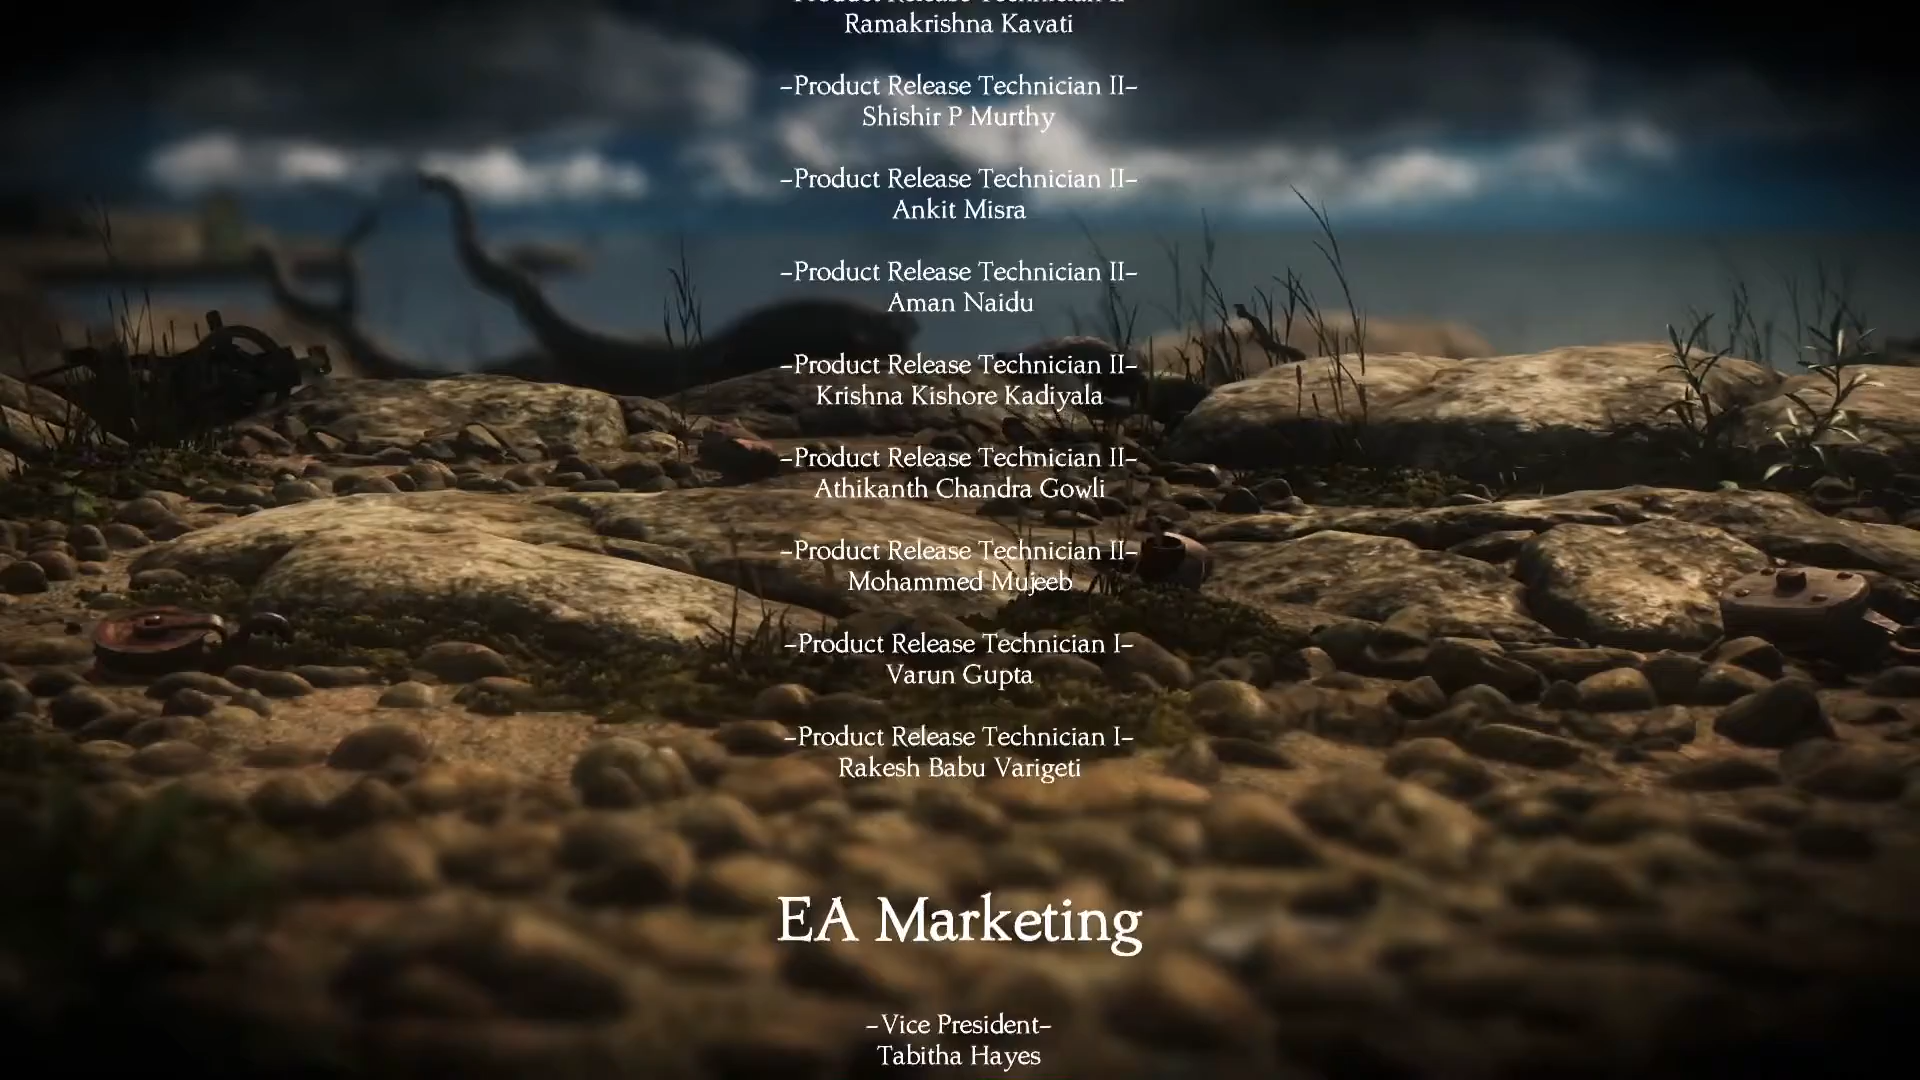 Ramakrishna Kavati
-Product Release Technician II-
Shishir P Murthy
-Product Release Technician II-
Ankit Misra
-Product Release Technician II-
Aman Naidu
-Product Release Technician II-
Krishna Kishore Kadiyala
-Product Release Technician II-
Athikanth Chandra Gowli
-Product Release Technician II-
Mohammed Mujeeb
-Product Release Technician I-
Varun Gupta
-Product Release Technician I-
Rakesh Babu Varigeti
EA Marketing
-Vice President-
Tabitha Hayes